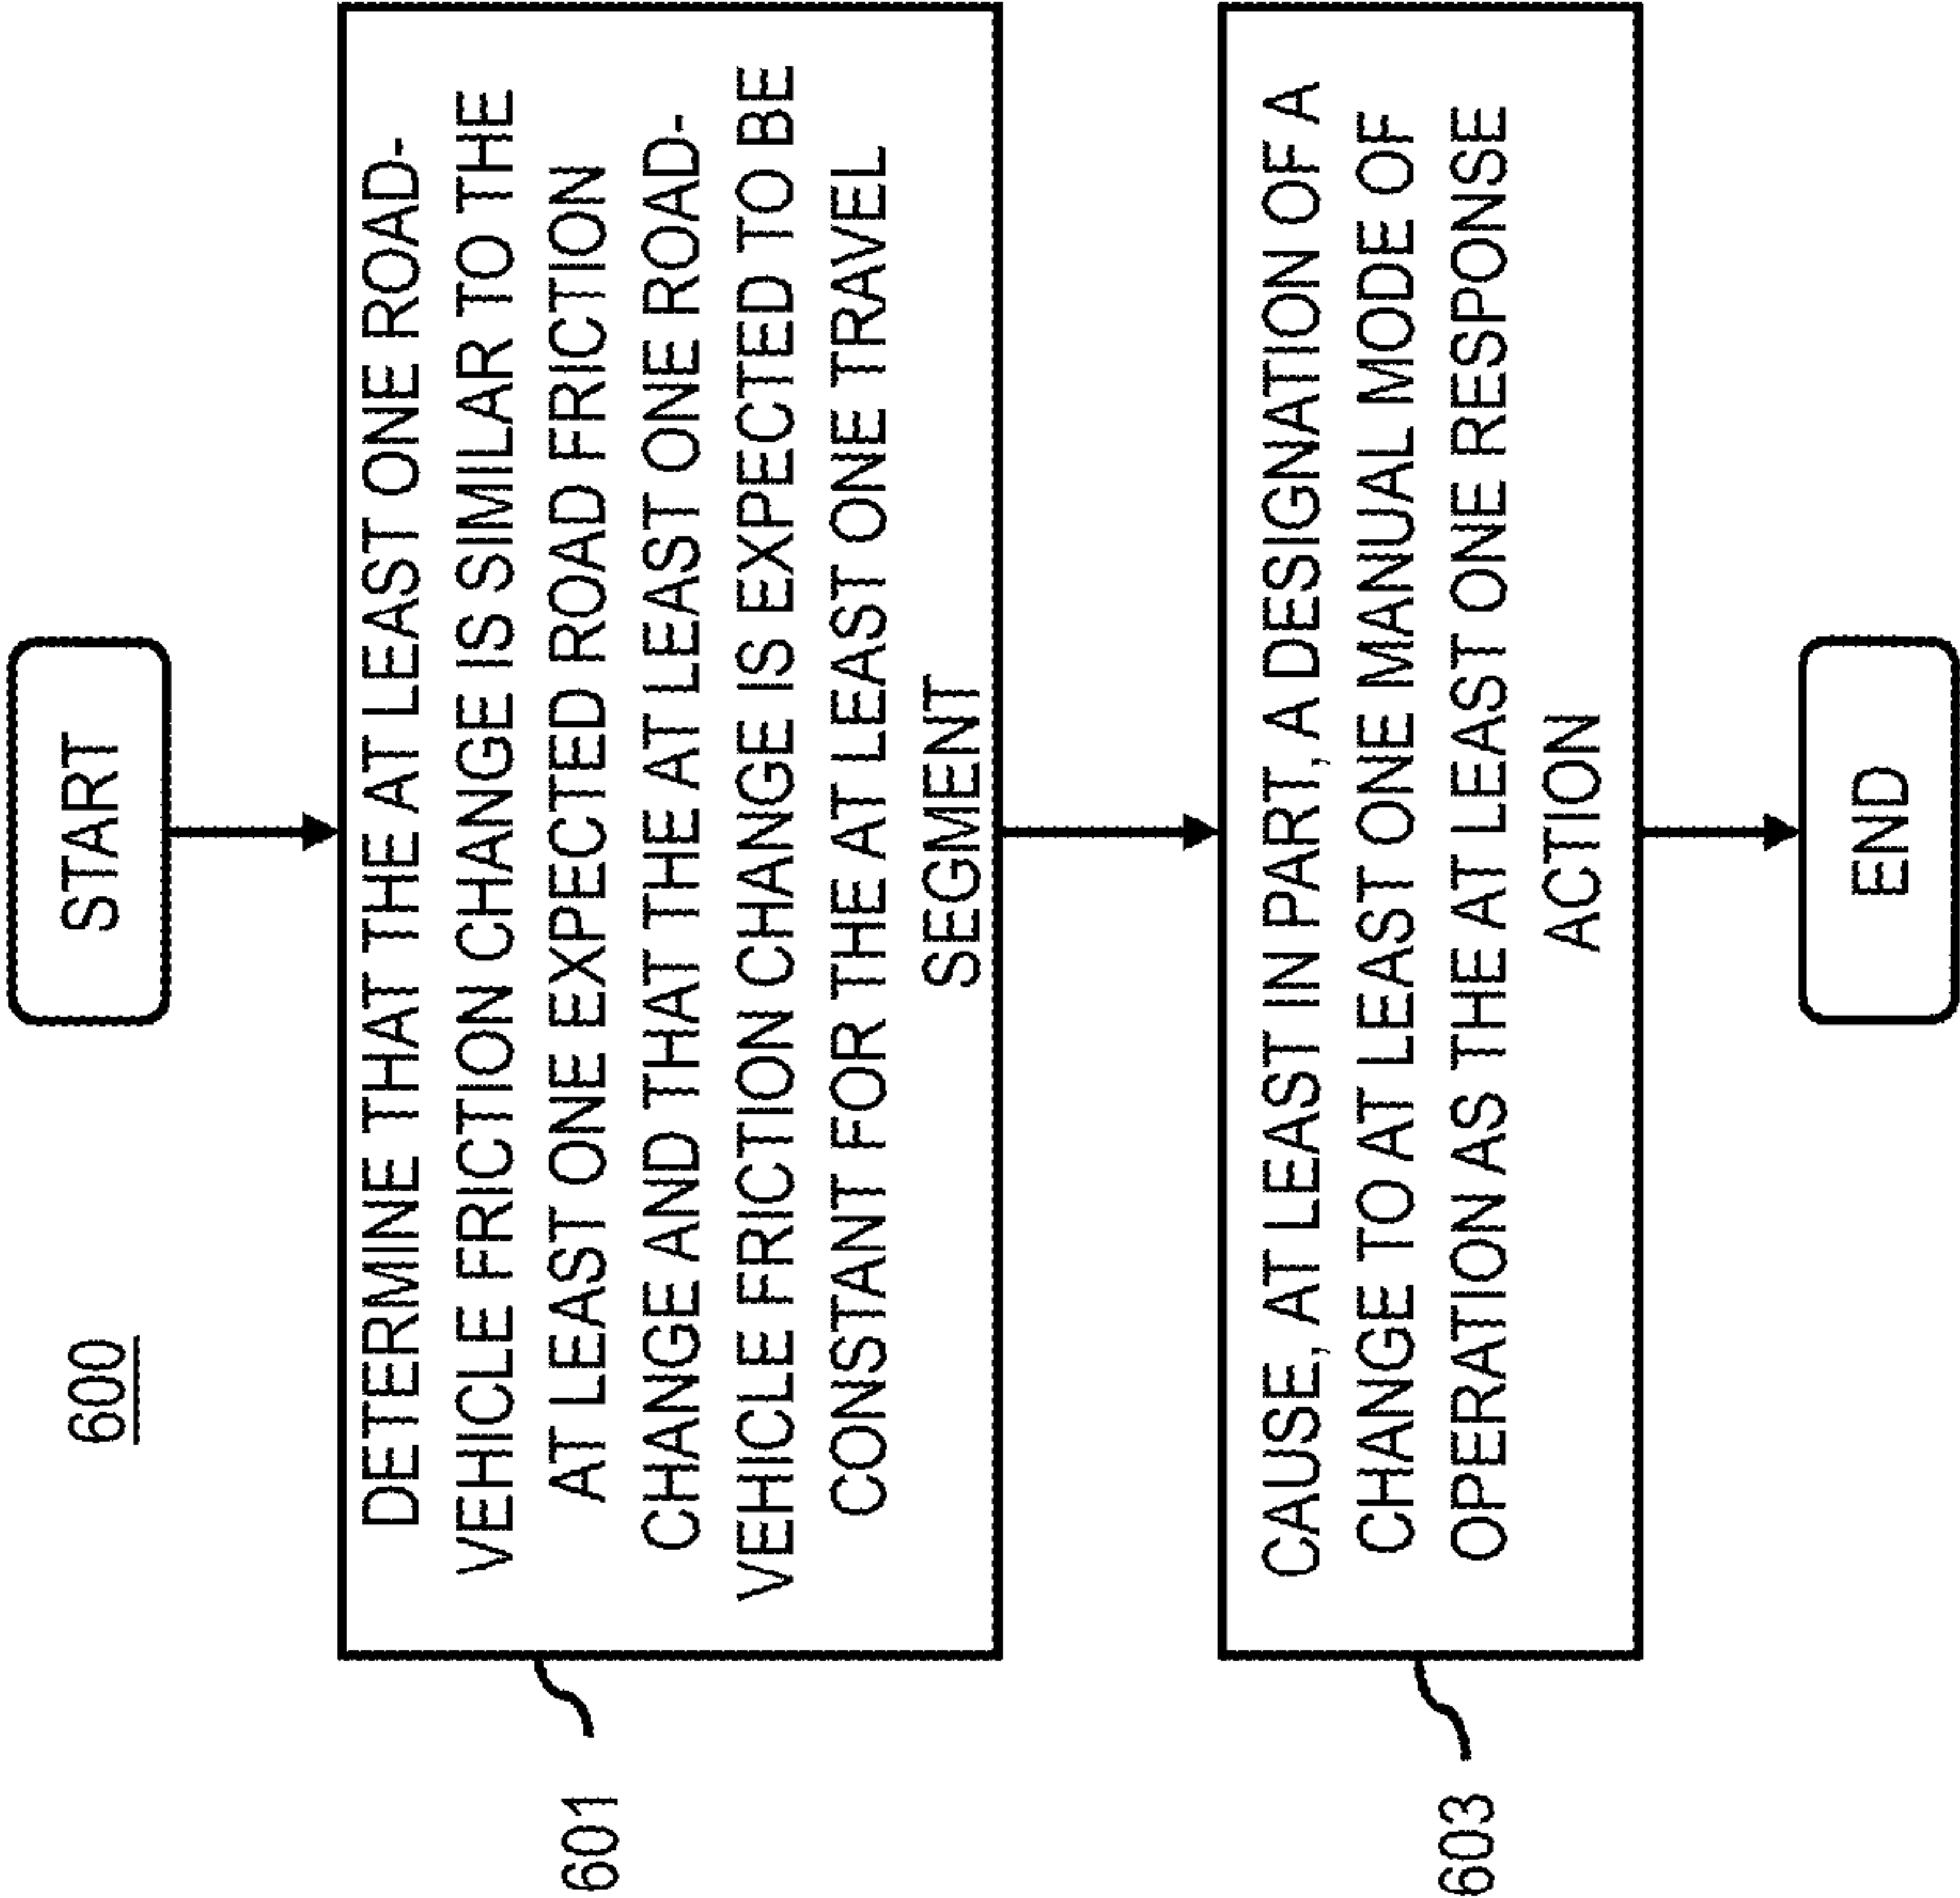 600
START
DETERMINE THAT THE AT LEAST ONE ROAD-
VEHICLE FRICTION CHANGE IS SIMILAR TO THE
AT LEAST ONE EXPECTED ROAD FRICTION
CHANGE AND THAT THE AT LEAST ONE ROAD-
VEHICLE FRICTION CHANGE IS EXPECTED TO BE
CONSTANT FOR THE AT LEAST ONE TRAVEL
SEGMENT
601
CAUSE, AT LEAST IN PART, A DESIGNATION OF A
CHANGE TO AT LEAST ONE MANUAL MODE OF
OPERATION AS THE AT LEAST ONE RESPONSE
ACTION
603
END